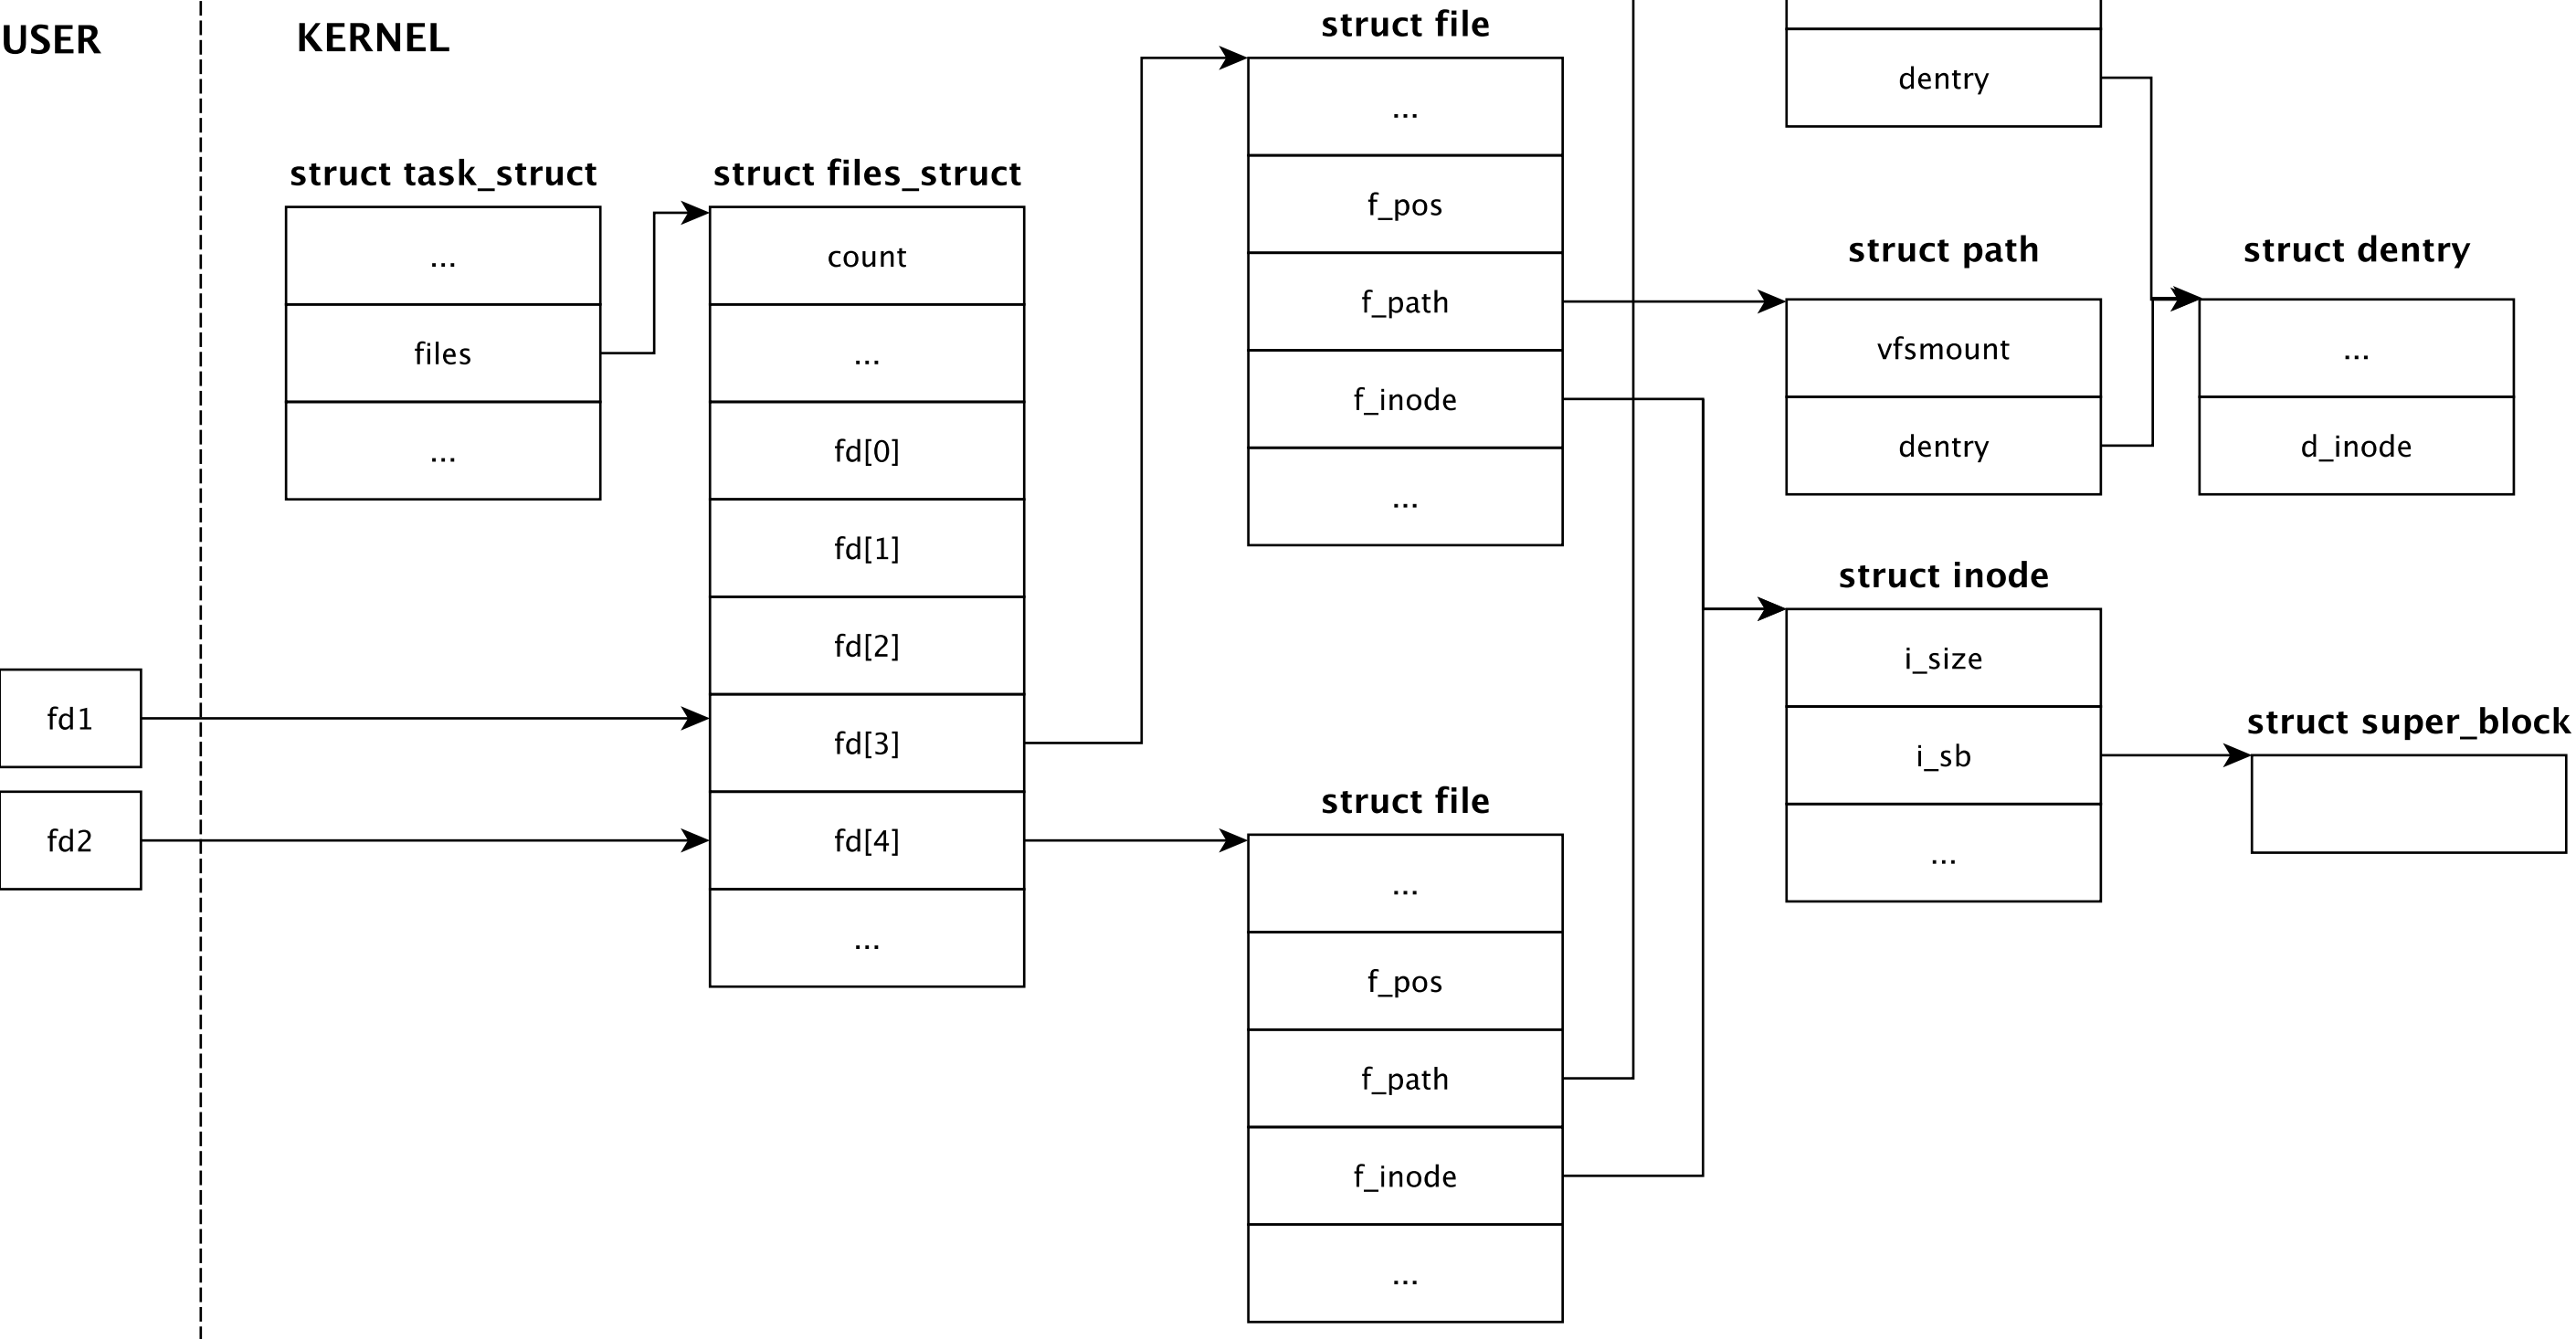 USER
KERNEL
struct task_struct
...
files
...
struct files_struct
count
...
fd[0]
fd[1]
fd[2]
fd[3]
fd[4]
...
fd1
fd2
struct file
...
f_pos
f_path
f_inode
...
struct file
...
f_pos
f_path
f_inode
...
dentry
struct path
vfsmount
dentry
struct dentry
...
d_inode
struct inode
i_size
i_sb
...
struct super_block